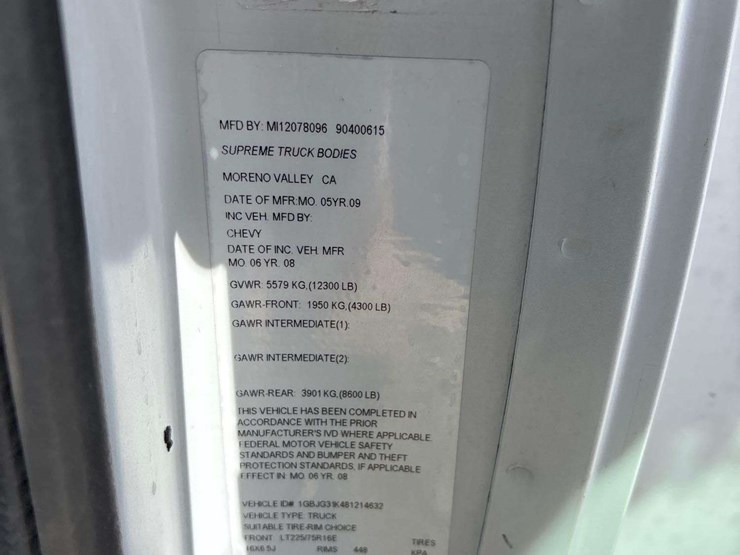 MFD BY: MI12078096 90400615
SUPREME TRUCK BODIES
MORENO VALLEY CA
DATE OF MFR:MO. 05YR.09
INC VEH. MFD BY:
CHEVY
DATE OF INC. VEH. MFR
MO. 06 YR. 08
GVWR: 5579 KG,(12300 LB)
GAWR-FRONT: 1950 KG,(4300 LB)
GAWR INTERMEDIATE(1):
GAWR INTERMEDIATE(2):
GAWR-REAR: 3901 KG,(8600 LB)
THIS VEHICLE HAS BEEN COMPLETED IN
ACCORDANCE WITH THE PRIOR
MANUFACTURER'S IVD WHERE APPLICABLE.
FEDERAL MOTOR VEHICLE SAFETY
STANDARDS AND BUMPER AND THEFT
PROTECTION STANDARDS, IF APPLICABLE
EFFECT IN MO. 06 YR. 08
VEHICLE ID# 1GBJG31K481214632
VEHICLE TYPE: TRUCK
SUITABLE TIRE-RIM CHOICE
FRONT LT225/75R16E TIRES
16X6.5J RIMS 448 KPA